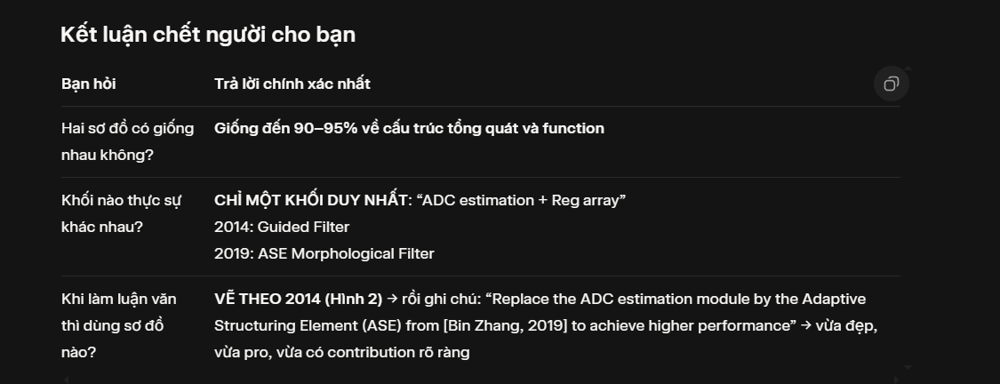 Kết luận chết người cho bạn
Bạn hỏi Trả lời chính xác nhất
Hai sơ đồ có giống nhau không? Giống đến 90–95% về cấu trúc tổng quát và function
Khối nào thực sự khác nhau? CHỈ MỘT KHỐI DUY NHẤT: “ADC estimation + Reg array”
2014: Guided Filter
2019: ASE Morphological Filter
Khi làm luận văn thì dùng sơ đồ nào? VẼ THEO 2014 (Hình 2) → rồi ghi chú: “Replace the ADC estimation module by the Adaptive
Structuring Element (ASE) from [Bin Zhang, 2019] to achieve higher performance” → vừa đẹp,
vừa pro, vừa có contribution rõ ràng